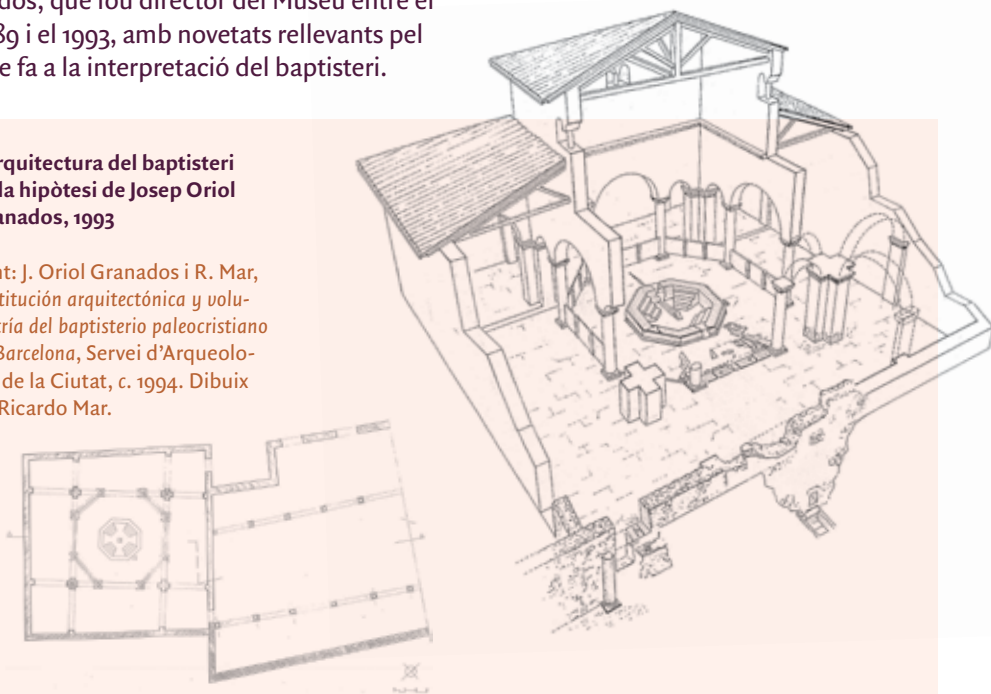 dos, que fou director del Museu entre el
89 i el 1993, amb novetats rellevants pel
e fa a la interpretació del baptisteri.
rquitectura del baptisteri
la hipòtesi de Josep Oriol
anados, 1993
nt: J. Oriol Granados i R. Mar,
titución arquitectónica y volu-
tría del baptisterio paleocristiano
Barcelona, Servei d'Arqueolo-
de la Ciutat, c. 1994. Dibuix
Ricardo Mar.